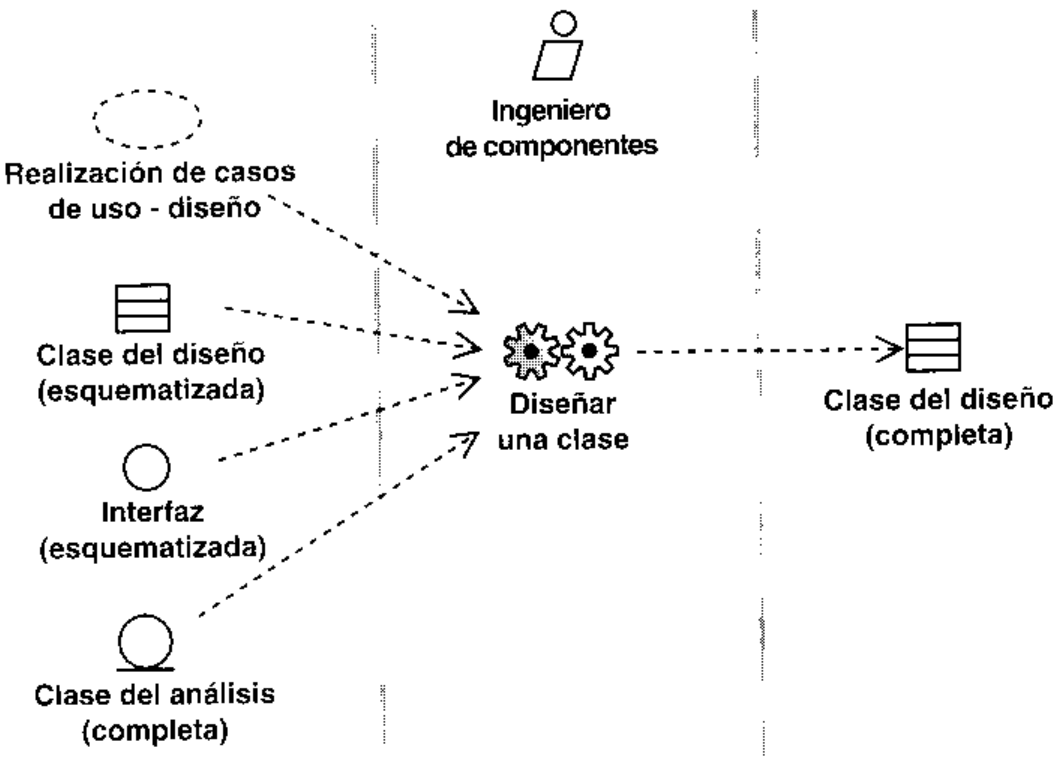 Realización de casos
de uso - diseño
Clase del diseño
(esquematizada)
Interfaz
(esquematizada)
Clase del análisis
(completa)
Ingeniero
de componentes
Diseñar
una clase
Clase del diseño
(completa)